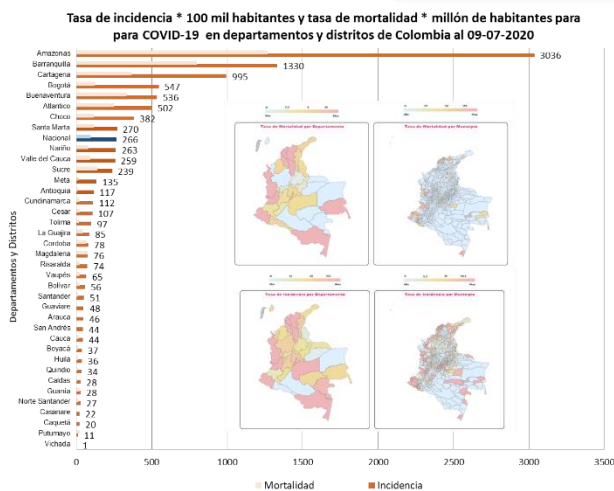 Tasa de incidencia * 100 mil habitantes y tasa de mortalidad * millón de habitantes para
para COVID-19 en departamentos y distritos de Colombia al 09-07-2020
Departamentos y Distritos
Amazonas 3036
Barranquilla 1330
Cartagena 995
Bogotá 547
Buenaventura 536
Atlantico 502
Choco 382
Santa Marta 270
Nacional 266
Nariño 263
Valle del Cauca 259
Sucre 239
Meta 135
Antioquia 117
Cundinamarca 112
Cesar 107
Tolima 97
La Guajira 85
Cordoba 78
Magdalena 76
Risaralda 74
Vaupés 65
Bolívar 56
Santander 51
Guaviare 48
Arauca 46
San Andrés 44
Cauca 44
Boyacá 37
Huila 36
Quindio 34
Caldas 28
Guainía 28
Norte Santander 27
Casanare 22
Caquetá 20
Putumayo 11
Vichada 1
Tasa de Mortalidad por Departamento
Tasa de Mortalidad por Municipio
Tasa de Incidencia por Departamento
Tasa de Incidencia por Municipio
0 500 1000 1500 2000 2500 3000 3500
Mortalidad Incidencia